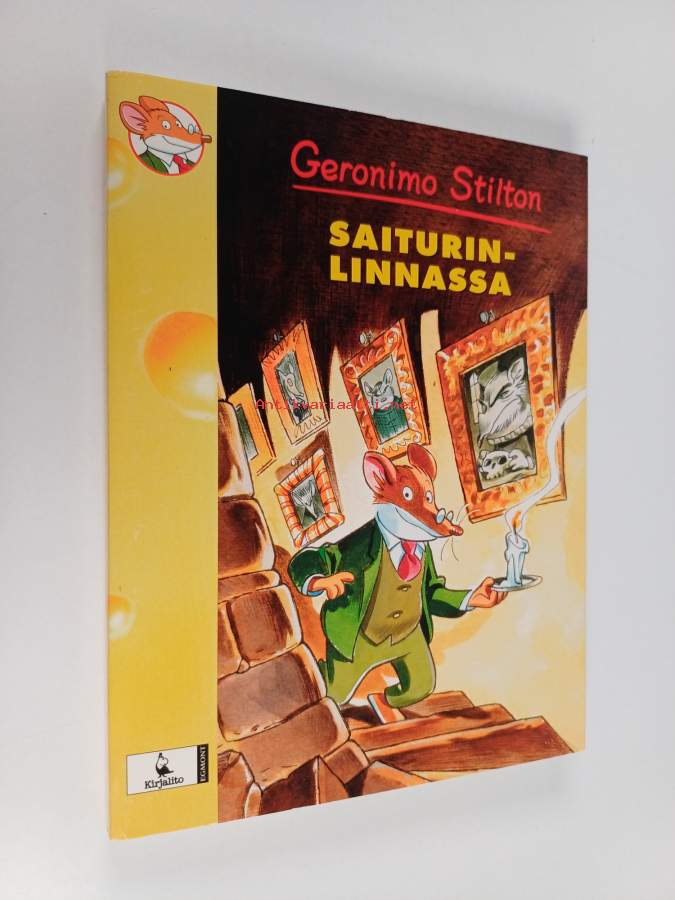 Geronimo Stilton
SAITURIN-
LINNASSA
Antikvariaatti.net
Kirjalito
EGMONT